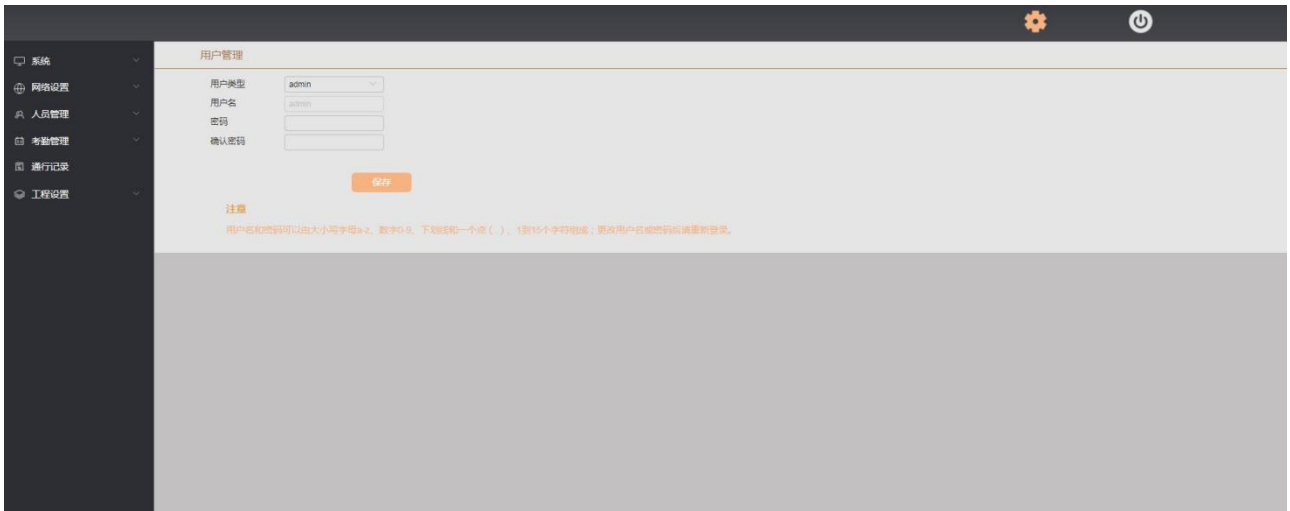 系统
网络设置
人员管理
考勤管理
通行记录
工程设置
用户管理
用户类型 admin
用户名 admin
密码
确认密码
保存
注意
用户名和密码可以由大小写字母a-z、数字0-9、下划线和一个点 ( . ) 、1到15个字符组成；更改用户名或密码后请重新登录。